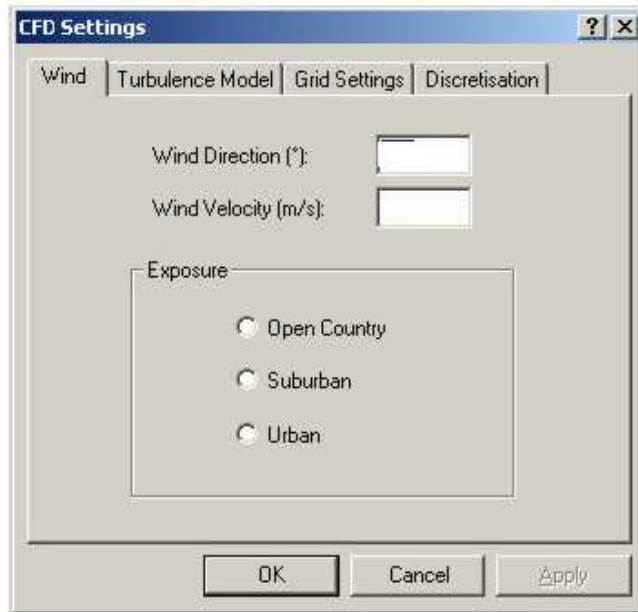 CFD Settings ? X
Wind Turbulence Model Grid Settings Discretisation
Wind Direction (°):
Wind Velocity (m/s):
Exposure
Open Country
Suburban
Urban
OK Cancel Apply